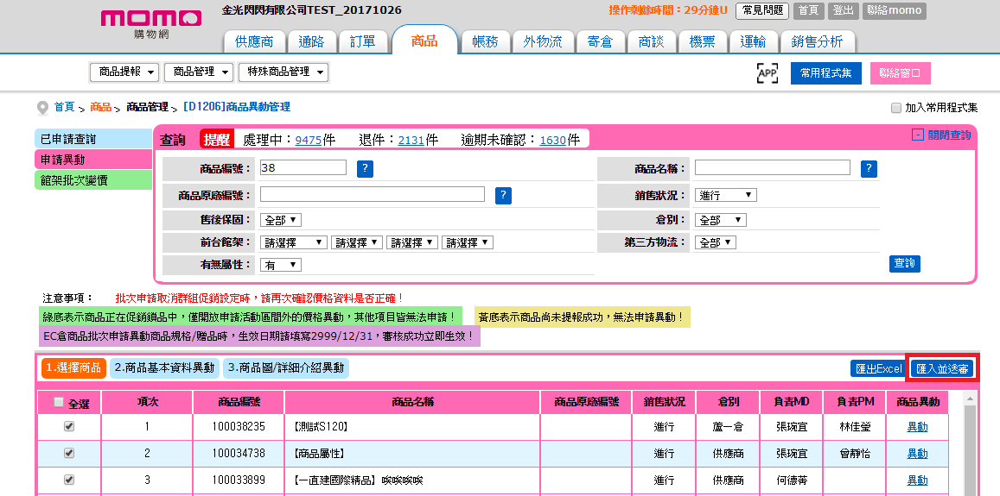 momo
購物網
金光閃閃有限公司TEST_20171026
操作剩餘時間：29分鐘U 常見問題 首頁 登出 聯絡momo
供應商 通路 訂單 商品 帳務 外物流 寄倉 商談 機票 運輸 銷售分析
商品提報 商品管理 特殊商品管理
APP 常用程式集 聯絡窗口
首頁 > 商品 > 商品管理 > [D1206]商品異動管理
加入常用程式集
已申請查詢
申請異動
館架批次變價
查詢 提醒 處理中：9475件 退件：2131件 逾期未確認：1630件
- 關閉查詢
商品編號： 38 ? 商品名稱： ?
商品原廠編號： ? 銷售狀況： 進行
售後保固： 全部 倉別： 全部
前台館架： 請選擇 請選擇 請選擇 請選擇 第三方物流： 全部
有無屬性： 有 查詢
注意事項： 批次申請取消群組促銷設定時，請再次確認價格資料是否正確！
綠底表示商品正在促銷鎖品中，僅開放申請活動區間外的價格異動，其他項目皆無法申請！ 黃底表示商品尚未提報成功，無法申請異動！
EC倉商品批次申請異動商品規格/贈品時，生效日期請填寫2999/12/31，審核成功立即生效！
1.選擇商品 2.商品基本資料異動 3.商品圖/詳細介紹異動 匯出Excel 匯入並送審
全選 項次 商品編號 商品名稱 商品原廠編號 銷售狀況 倉別 負責MD 負責PM 商品異動
1 100038235 【測試S120】 進行 蘆一倉 張琬宜 林佳瑩 異動
2 100034738 【商品屬性】 進行 供應商 張琬宜 曾靜怡 異動
3 100033899 【一直建國際精品】唉唉唉唉 進行 供應商 何德菁 異動